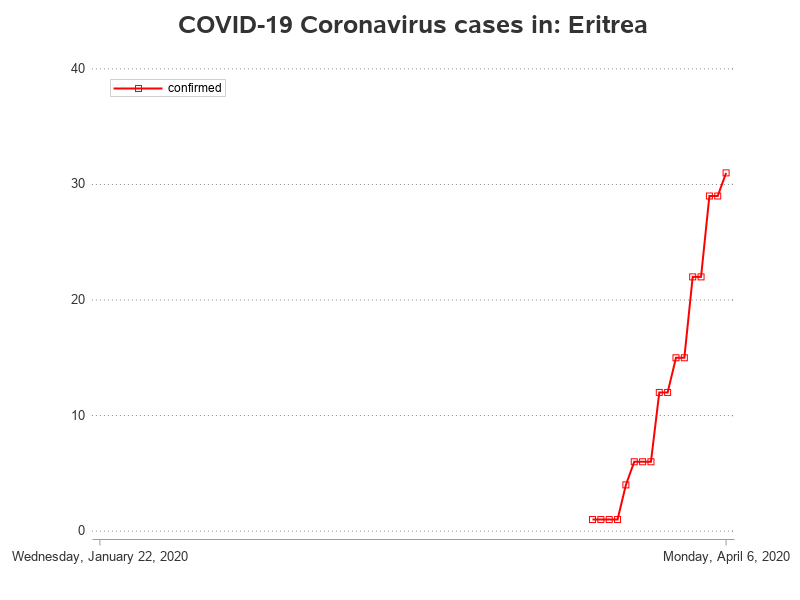 COVID-19 Coronavirus cases in: Eritrea
40
confirmed
30
20
10
0
Wednesday, January 22, 2020
Monday, April 6, 2020